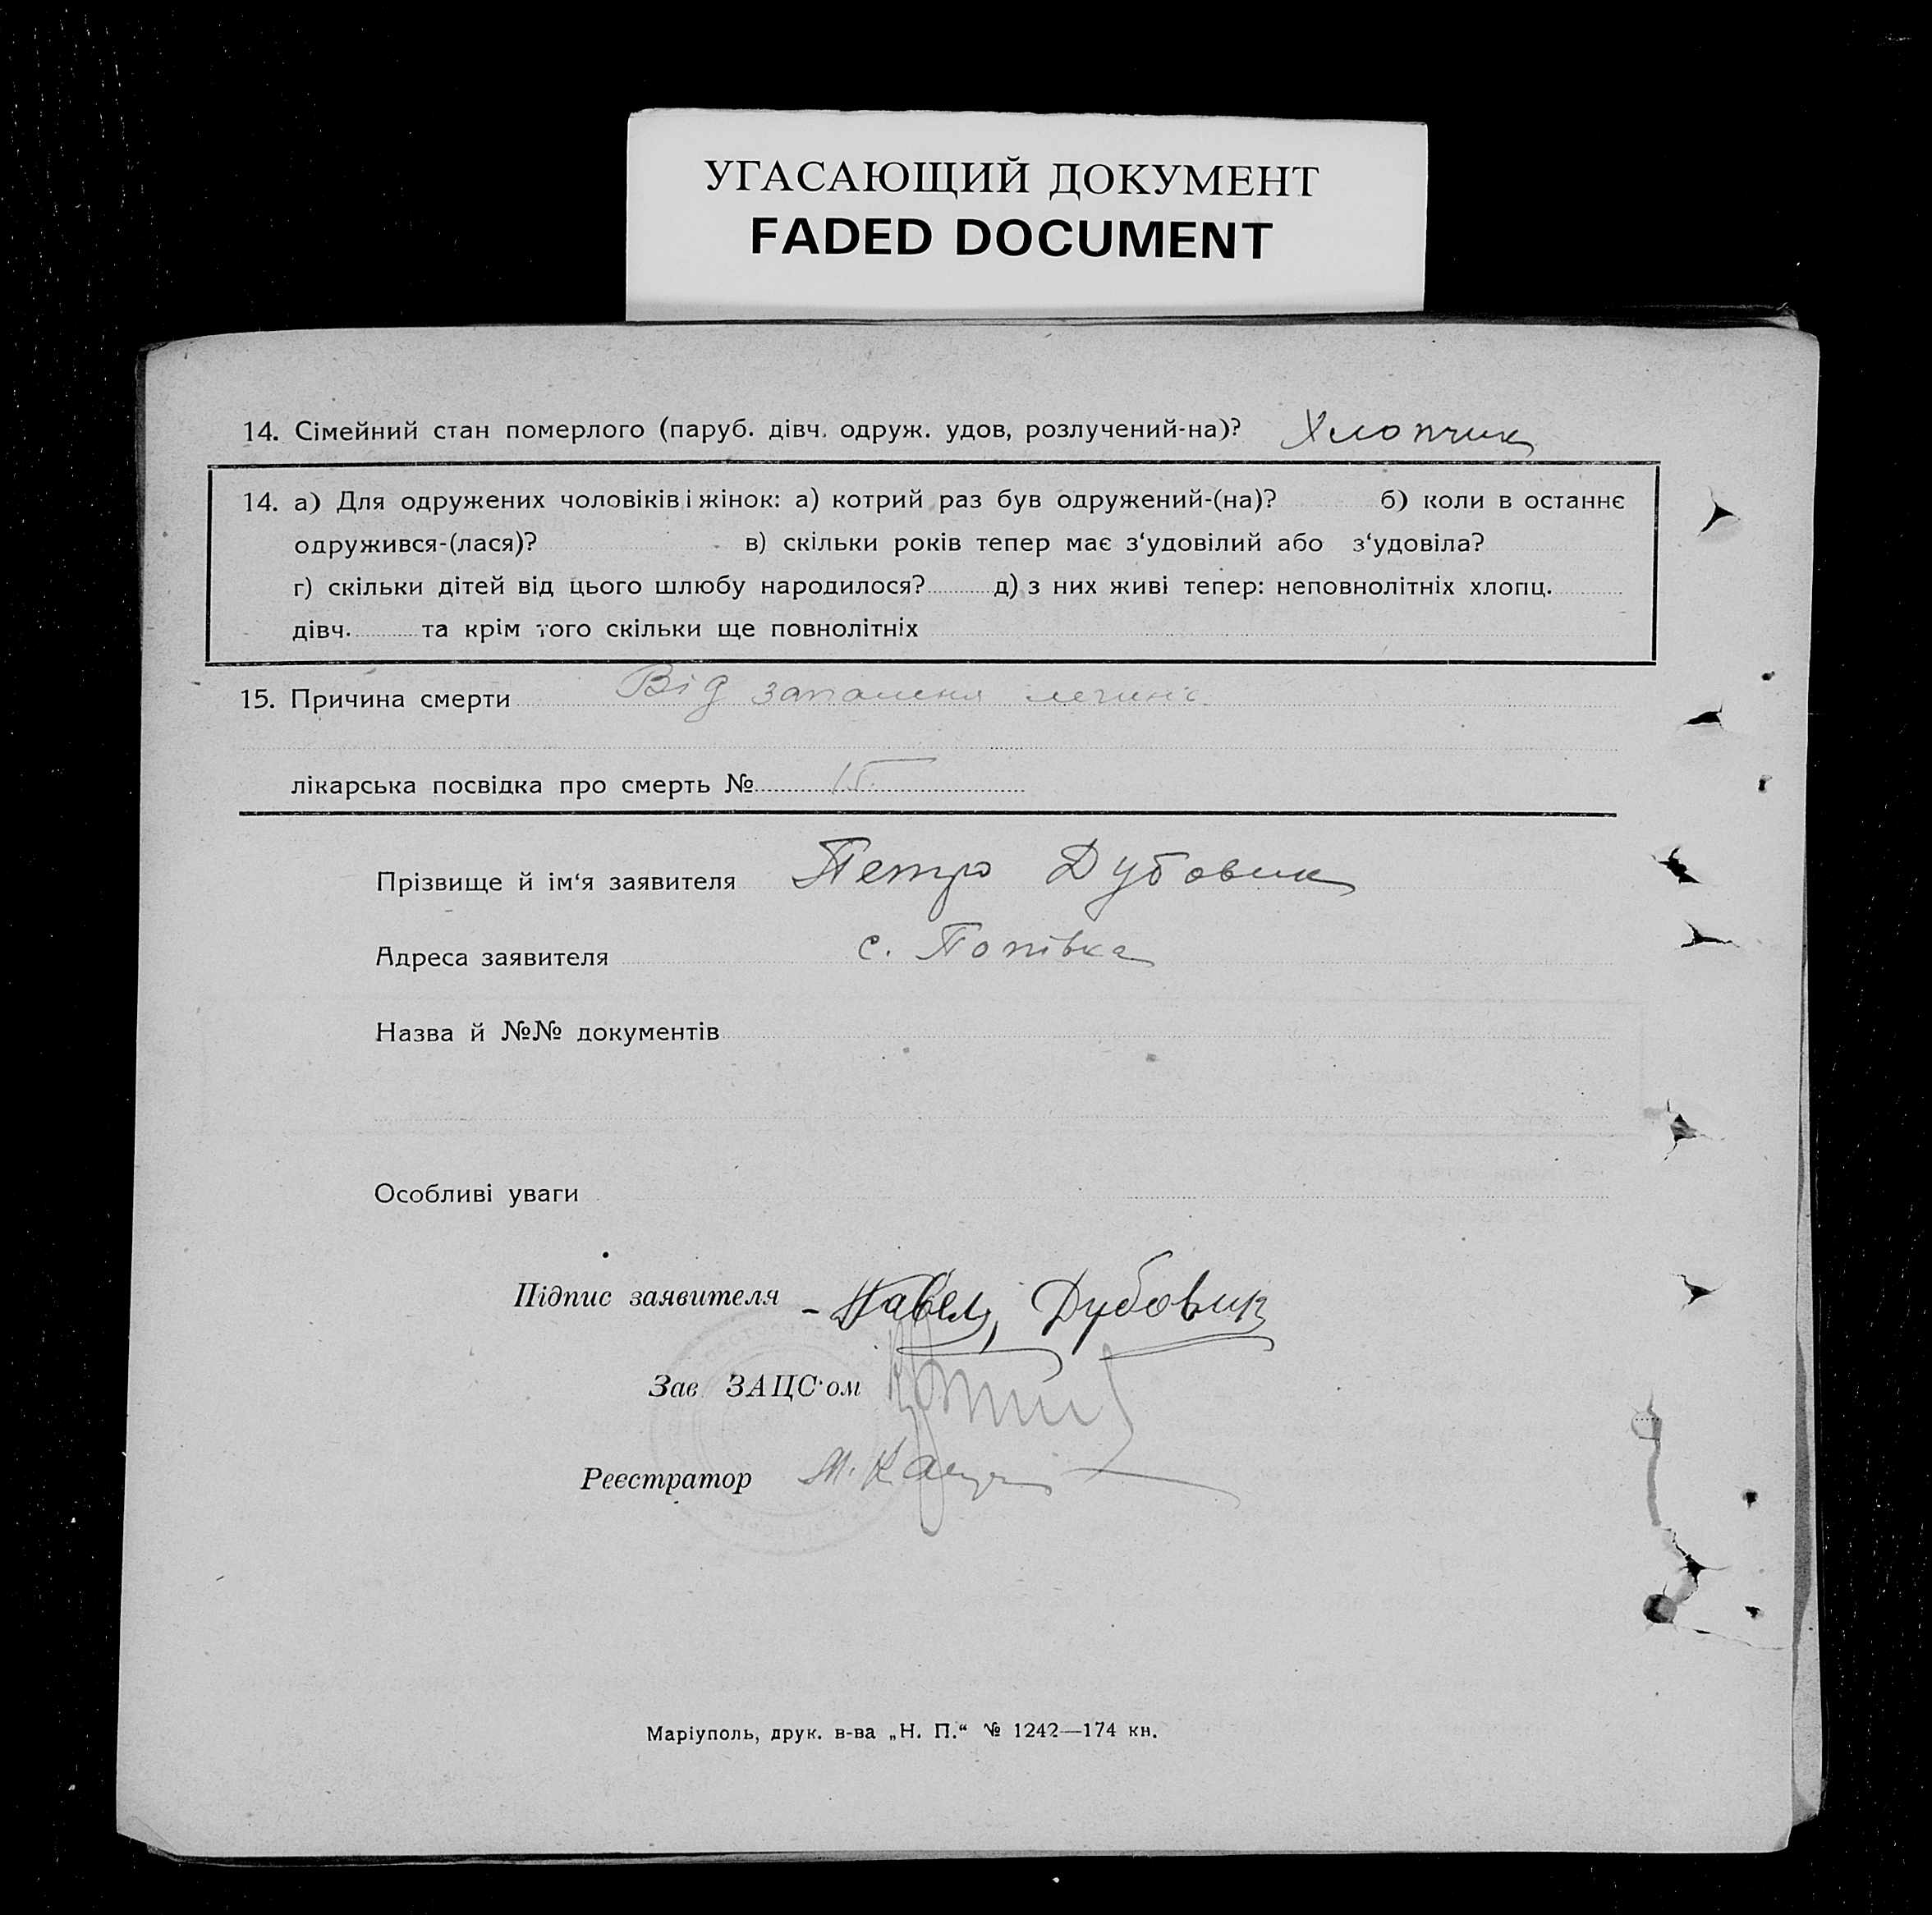 УГАСАЮЩИЙ ДОКУМЕНТ
FADED DOCUMENT
14. Сімейний стан померлого (паруб. дівч. одруж. удов, розлучений-на)? Хлопчик
14. а) Для одружених чоловіків і жінок: а) котрий раз був одружений-(на)? б) коли в останнє
одружився-(лася)? в) скільки років тепер має з‘удовілий або з‘удовіла?
г) скільки дітей від цього шлюбу народилося? д) з них живі тепер: неповнолітніх хлопц.
дівч. та крім того скільки ще повнолітніх
15. Причина смерти Від запаленя легинь
лікарська посвідка про смерть № 15
Прізвище й ім‘я заявителя Петро Дубовик
Адреса заявителя с. Попівка
Назва й №№ документів
Особливі уваги
Підпис заявителя – Павел Дубовик
Зав ЗАЦС‘ом
Реєстратор М.
Маріуполь, друк. в-ва „Н. П.“ № 1242—174 кн.